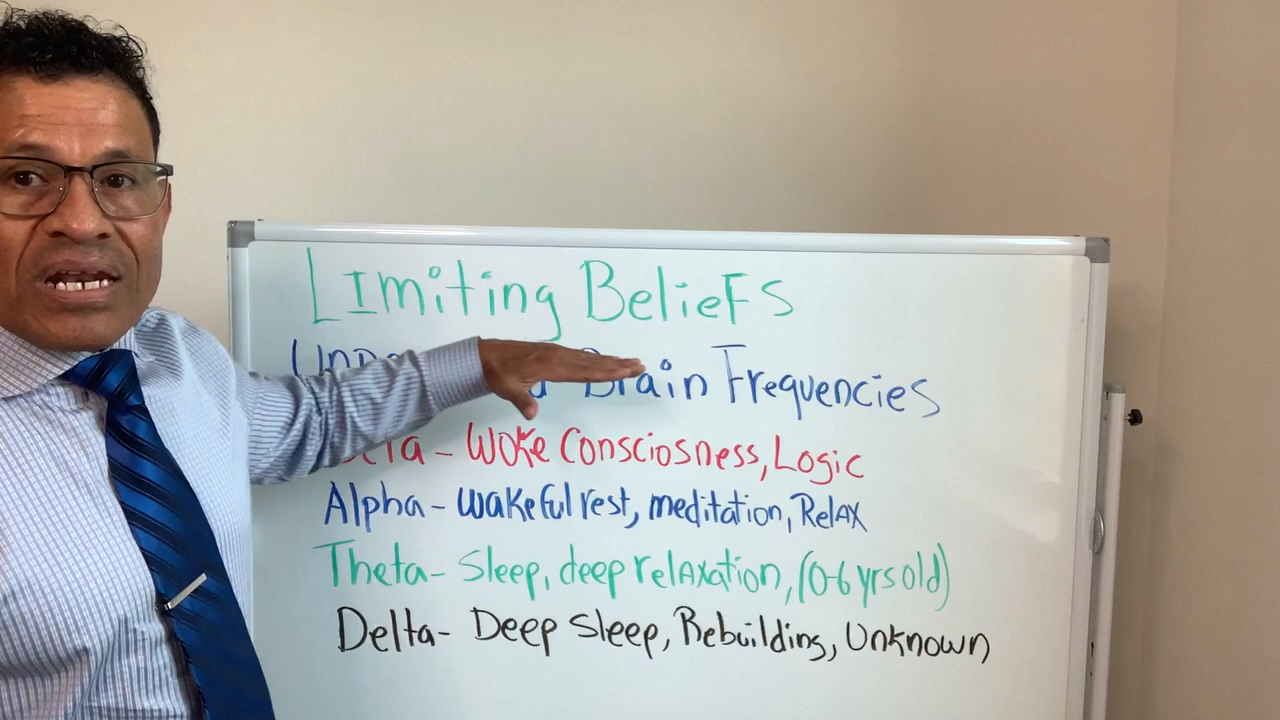 LImiting BelieFS
Brain Frequencies
Woke Consciosness, Logic
Alpha - wakeful rest, meditation, RelAx
Theta - Sleep, deep relAxation, (0-6 yrs old)
Delta - Deep Sleep, Rebuilding, Unknown